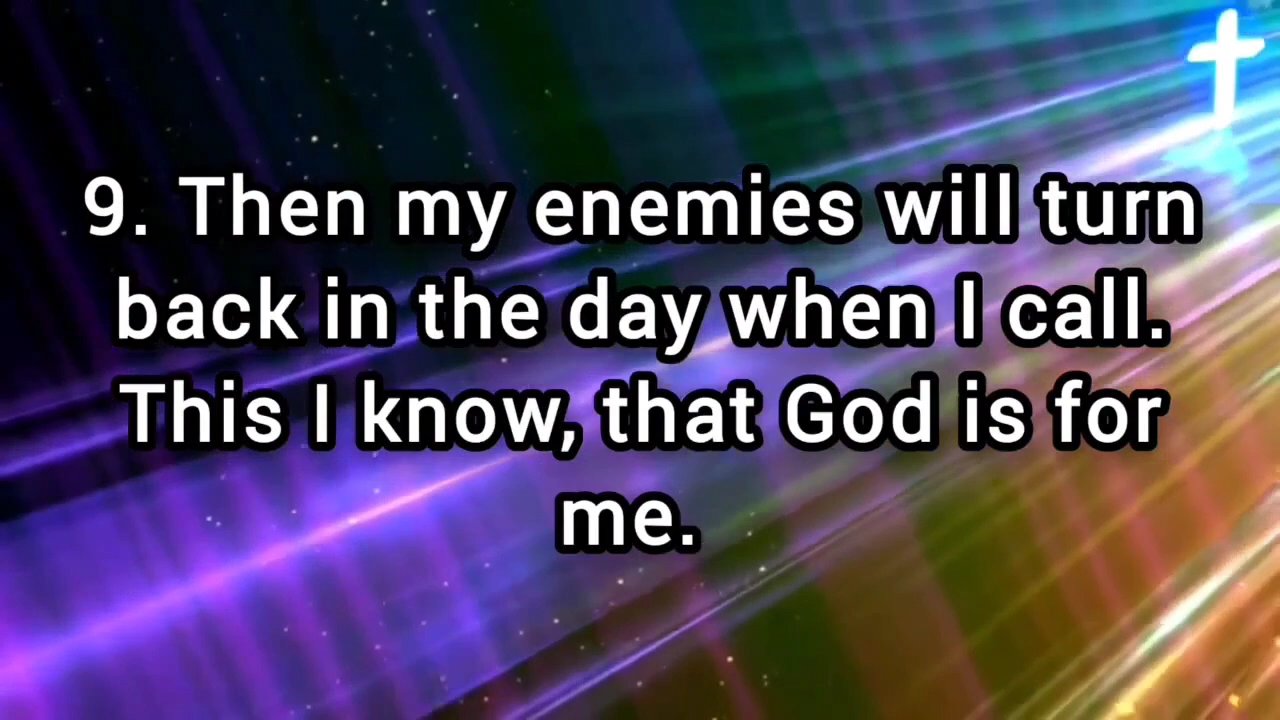 9. Then my enemies will turn
back in the day when I call.
This I know, that God is for
me.